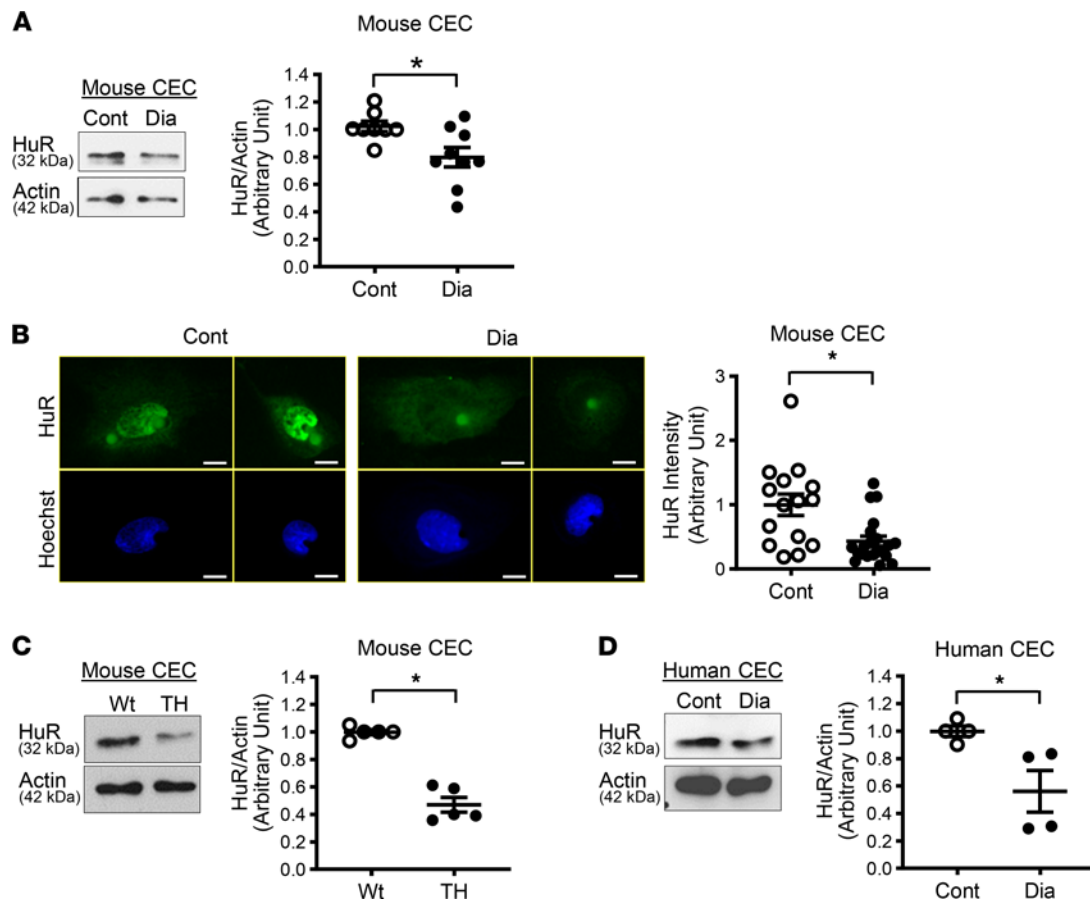 A
Mouse CEC
Cont Dia
HuR
(32 kDa)
Actin
(42 kDa)
Mouse CEC
*
HuR/Actin
(Arbitrary Unit)
1.4
1.2
1.0
0.8
0.6
0.4
0.2
0.0
Cont Dia
B
Cont Dia
HuR
Hoechst
Mouse CEC
*
HuR Intensity
(Arbitrary Unit)
3
2
1
0
Cont Dia
C
Mouse CEC
Wt TH
HuR
(32 kDa)
Actin
(42 kDa)
Mouse CEC
*
HuR/Actin
(Arbitrary Unit)
1.4
1.2
1.0
0.8
0.6
0.4
0.2
0.0
Wt TH
D
Human CEC
Cont Dia
HuR
(32 kDa)
Actin
(42 kDa)
Human CEC
*
HuR/Actin
(Arbitrary Unit)
1.4
1.2
1.0
0.8
0.6
0.4
0.2
0.0
Cont Dia